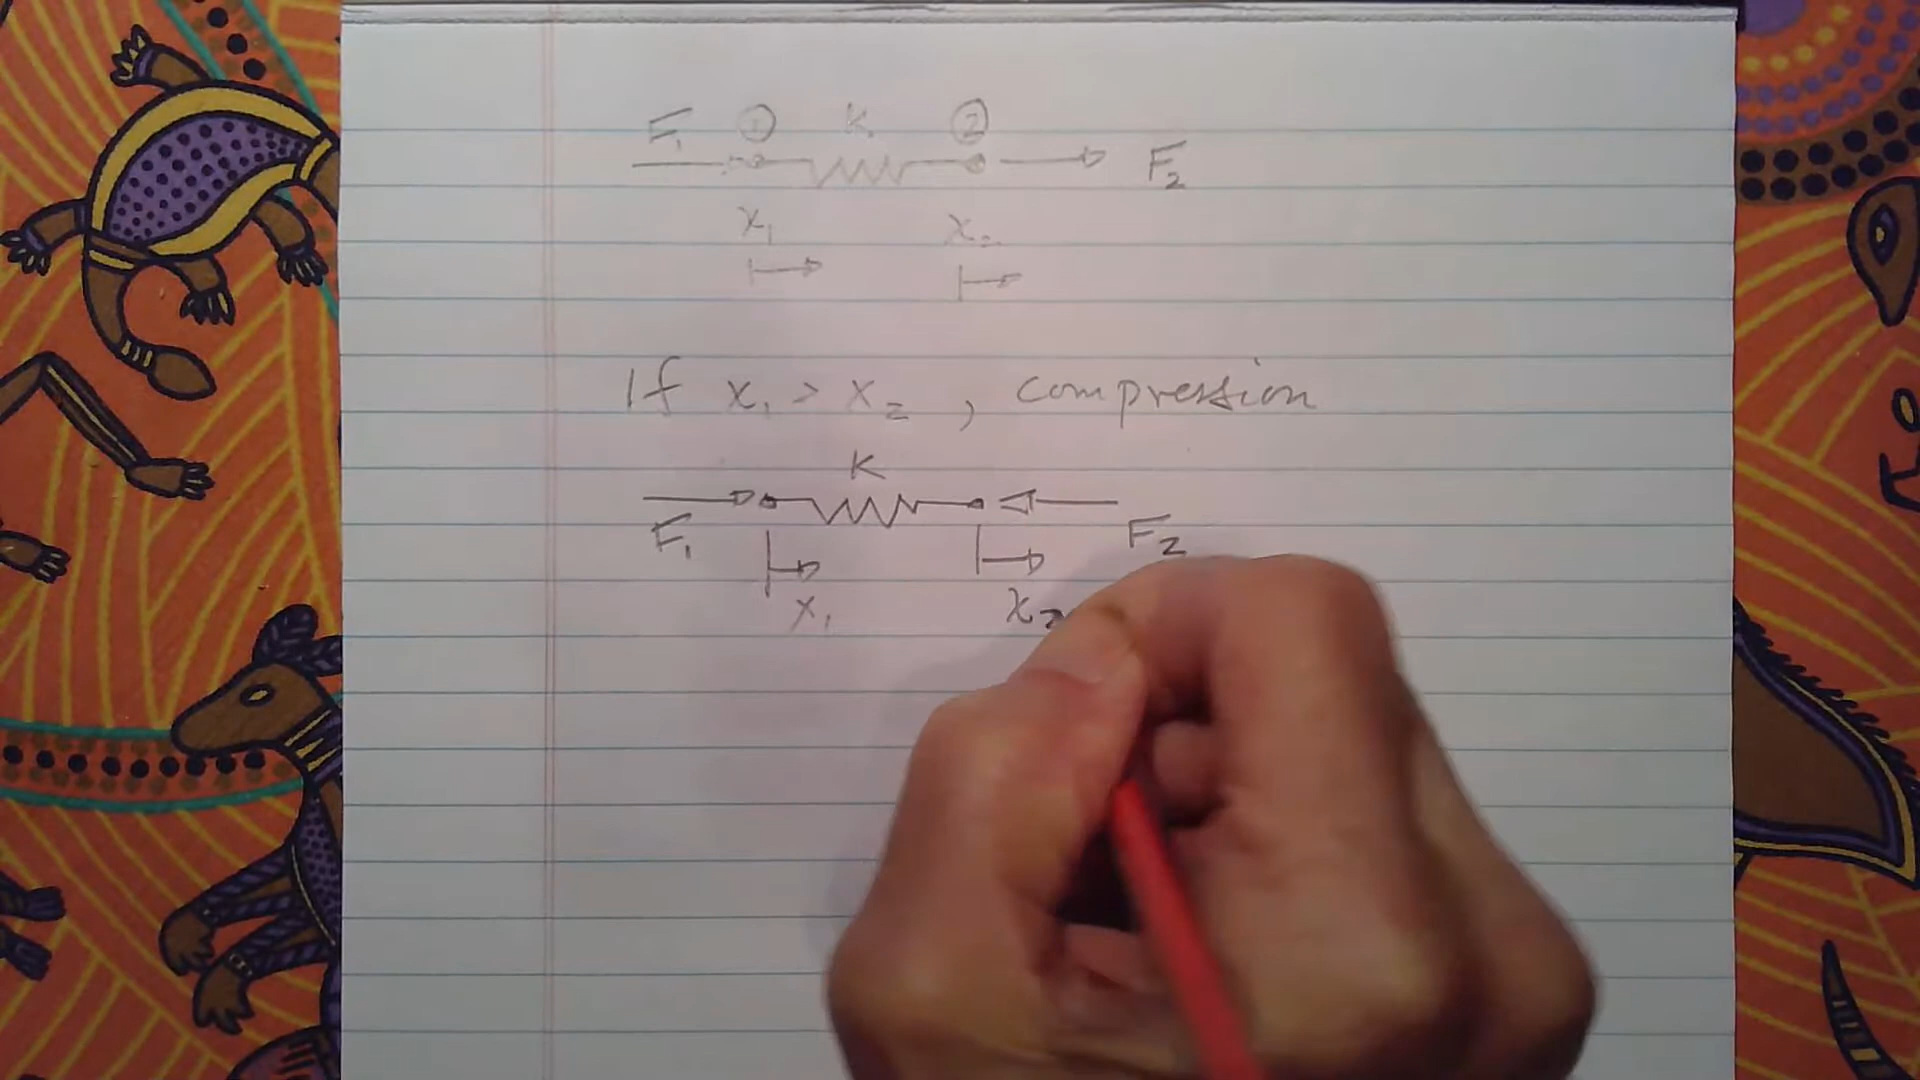 F₁ ① K ② F₂
x₁ x₂
If x₁ > x₂ , compression
K
F₁ F₂
x₁ x₂